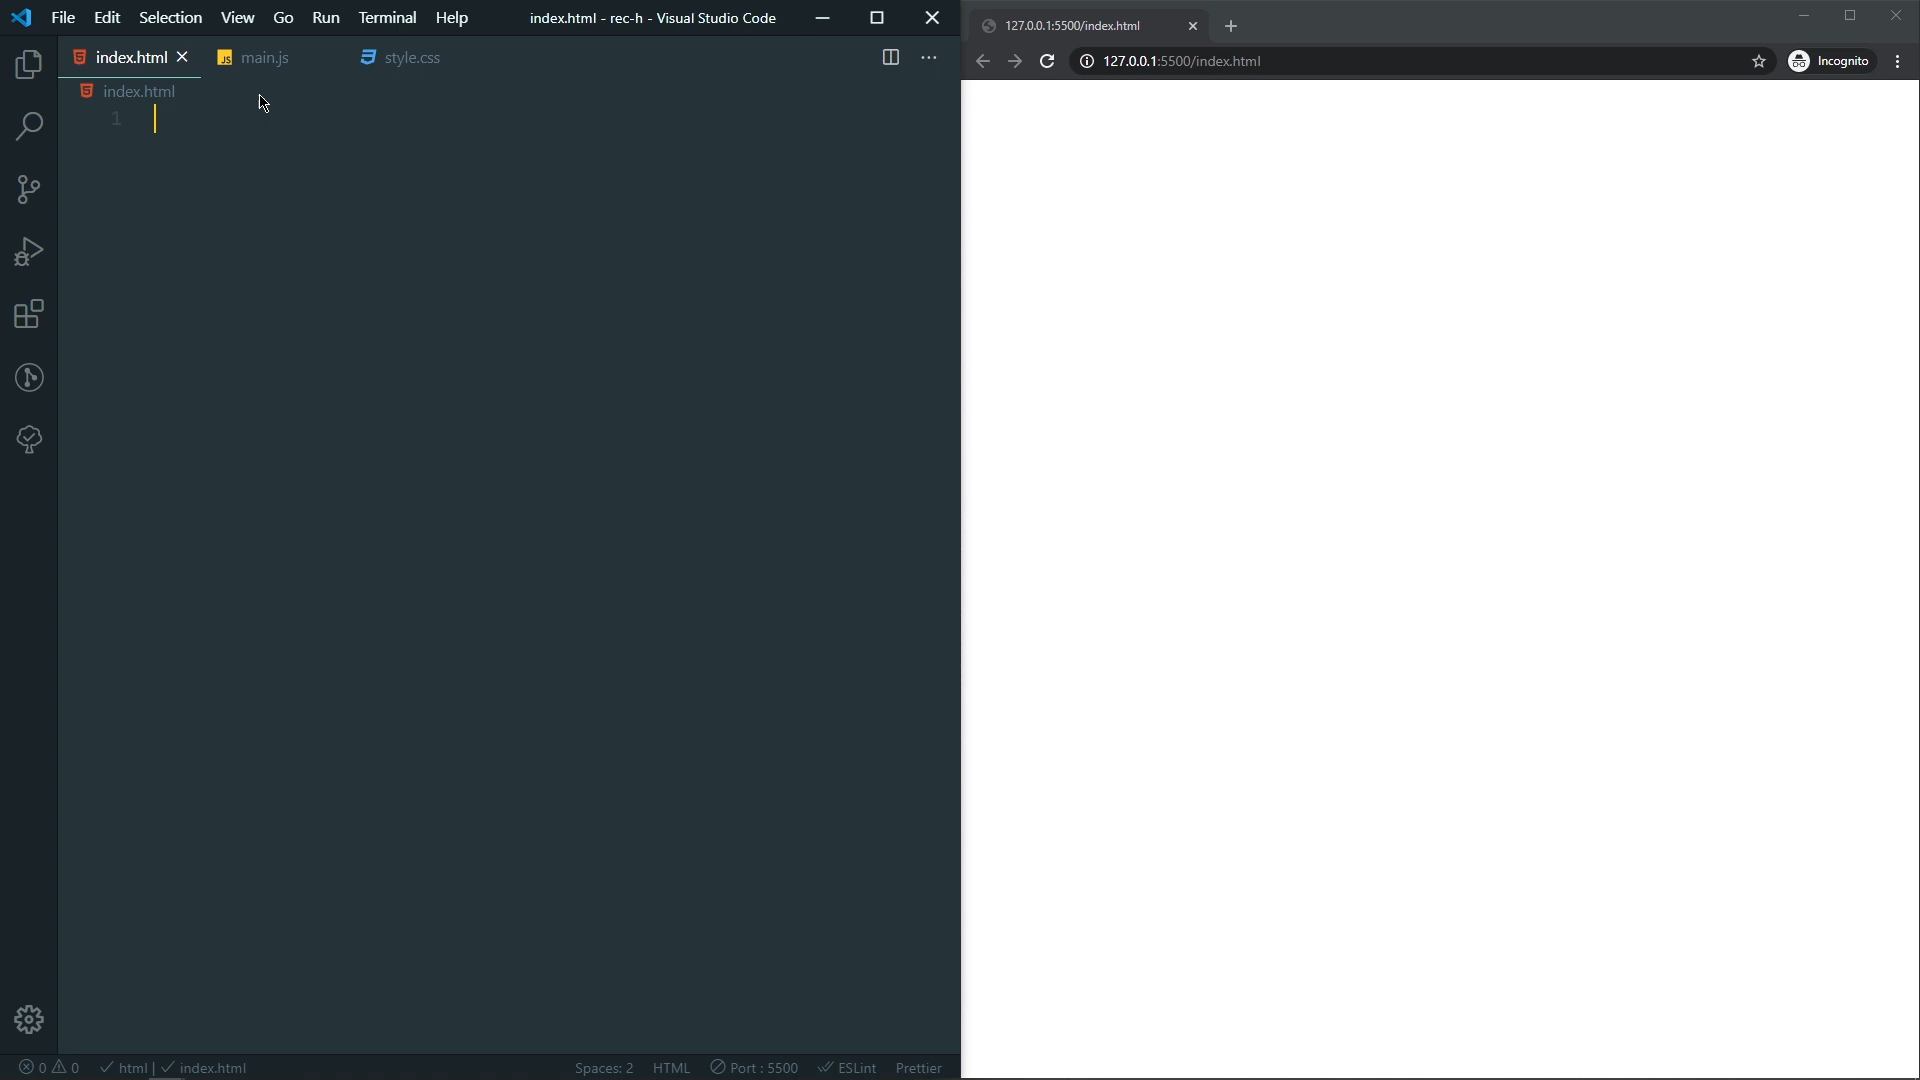 File Edit Selection View Go Run Terminal Help index.html - rec-h - Visual Studio Code
index.html main.js style.css
index.html
1
0 0 html | index.html Spaces: 2 HTML Port : 5500 ESLint Prettier
127.0.0.1:5500/index.html
127.0.0.1:5500/index.html Incognito